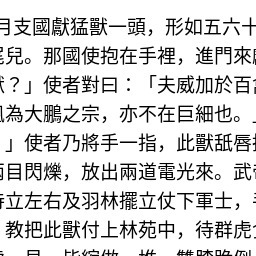 月支國獻猛獸一頭，形如五六十
尾兒。那國使抱在手裡，進門來
獸？」使者對曰：「夫威加於百
鳳為大鵬之宗，亦不在巨細也。
」使者乃將手一指，此獸舐唇
兩目閃爍，放出兩道電光來。武
侍立左右及羽林擺立仗下軍士，
教把此獸付上林苑中，待群虎